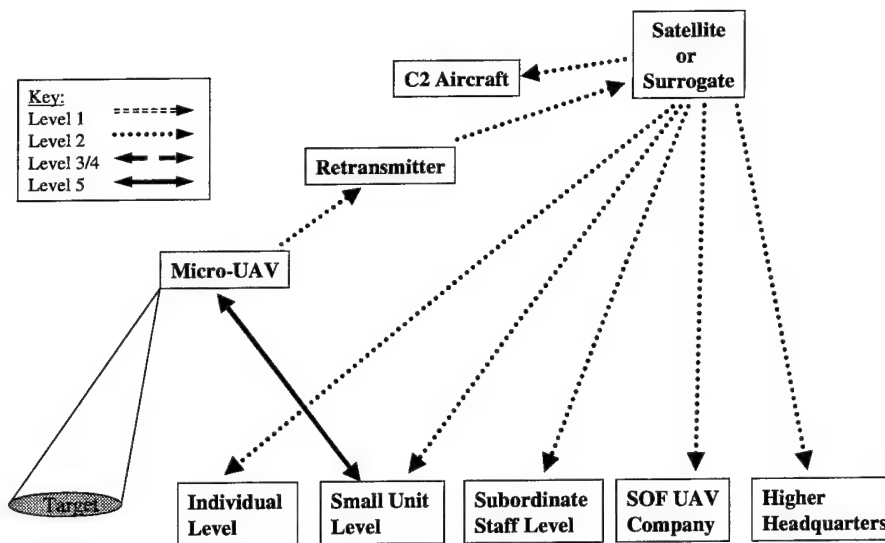 Satellite
or
Surrogate
C2 Aircraft
Key:
Level 1
Level 2
Level 3/4
Level 5
Retransmitter
Micro-UAV
Target
Individual
Level
Small Unit
Level
Subordinate
Staff Level
SOF UAV
Company
Higher
Headquarters